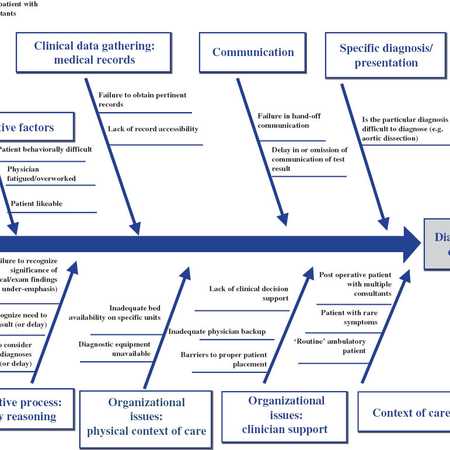 patient with
tants
Clinical data gathering:
medical records
Communication
Specific diagnosis/
presentation
Failure to obtain pertinent
records
Lack of record accessibility
Failure in hand-off
communication
Delay in or omission of
communication of test
result
Is the particular diagnosis
difficult to diagnose (e.g,
aortic dissection)
tive factors
Patient behaviorally difficult
Physician
fatigued/overworked
Patient likeable
Dia
ilure to recognize
significance of
cal/exam findings
under-emphasis)
ognize need to
sult (or delay)
o consider
diagnoses
(or delay)
Inadequate bed
availability on specific units
Diagnostic equipment
unavailable
Lack of clinical decision
support
Inadequate physician backup
Barriers to proper patient
placement
Post operative patient
with multiple
consultants
Patient with rare
symptoms
‘Routine’ ambulatory
patient
tive process:
y reasoning
Organizational
issues:
physical context of care
Organizational
issues:
clinician support
Context of care